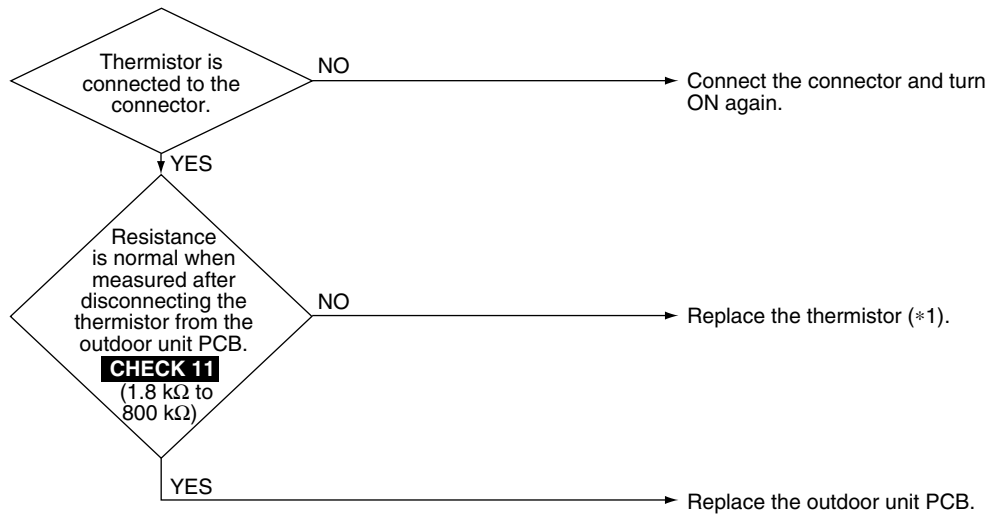 Thermistor is
connected to the
connector.
NO
Connect the connector and turn
ON again.
YES
Resistance
is normal when
measured after
disconnecting the
thermistor from the
outdoor unit PCB.
CHECK 11
(1.8 kΩ to
800 kΩ)
NO
Replace the thermistor (*1).
YES
Replace the outdoor unit PCB.